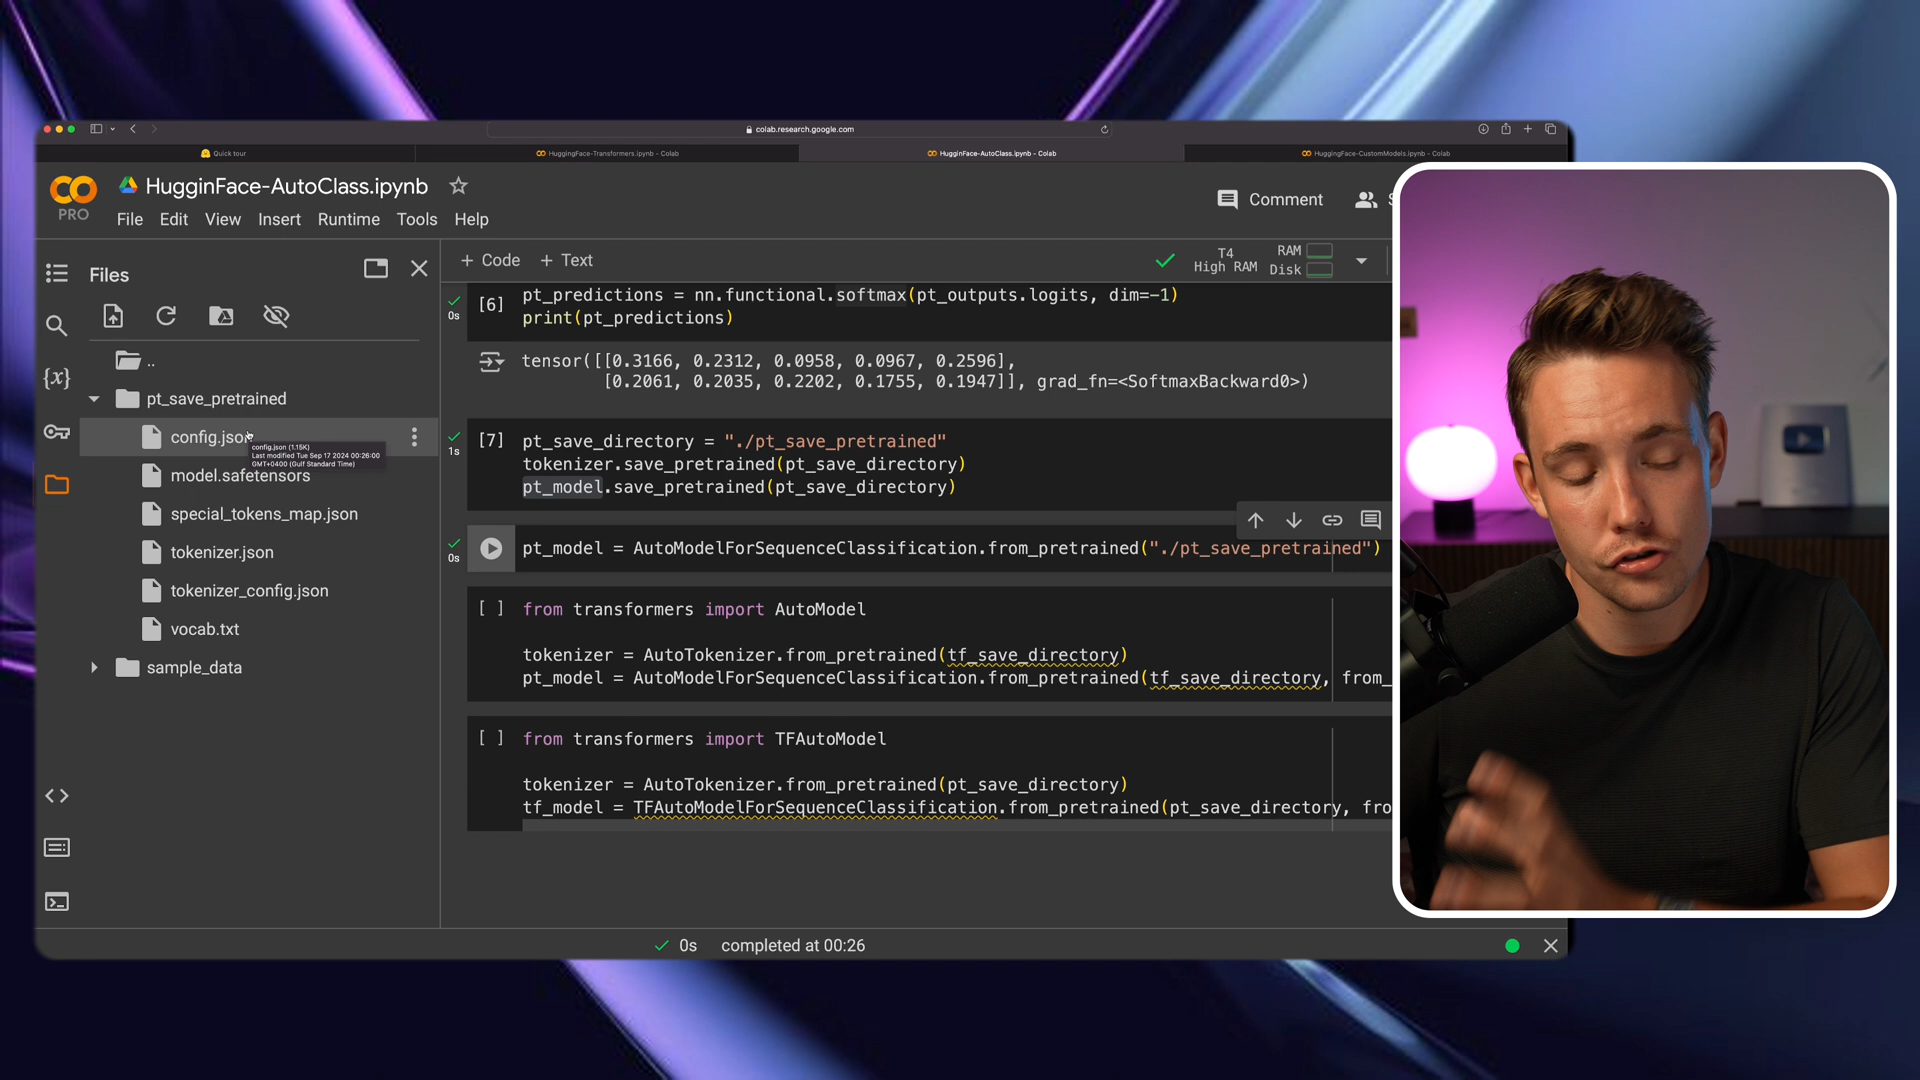 colab.research.google.com
Quick tour
HuggingFace-Transformers.ipynb - Colab
HugginFace-AutoClass.ipynb - Colab
HuggingFace-CustomModels.ipynb - Colab
CO
PRO
HugginFace-AutoClass.ipynb
File Edit View Insert Runtime Tools Help
Comment
Files
+ Code + Text
T4
High RAM
RAM
Disk
..
pt_save_pretrained
config.json
config.json (1.15K)
Last modified Tue Sep 17 2024 00:26:00
GMT+0400 (Gulf Standard Time)
model.safetensors
special_tokens_map.json
tokenizer.json
tokenizer_config.json
vocab.txt
sample_data
{x}
0s
[6]
pt_predictions = nn.functional.softmax(pt_outputs.logits, dim=-1)
print(pt_predictions)
tensor([[0.3166, 0.2312, 0.0958, 0.0967, 0.2596],
[0.2061, 0.2035, 0.2202, 0.1755, 0.1947]], grad_fn=<SoftmaxBackward0>)
1s
[7]
pt_save_directory = "./pt_save_pretrained"
tokenizer.save_pretrained(pt_save_directory)
pt_model.save_pretrained(pt_save_directory)
0s
pt_model = AutoModelForSequenceClassification.from_pretrained("./pt_save_pretrained")
[ ]
from transformers import AutoModel
tokenizer = AutoTokenizer.from_pretrained(tf_save_directory)
pt_model = AutoModelForSequenceClassification.from_pretrained(tf_save_directory, from_
[ ]
from transformers import TFAutoModel
tokenizer = AutoTokenizer.from_pretrained(pt_save_directory)
tf_model = TFAutoModelForSequenceClassification.from_pretrained(pt_save_directory, fro
0s completed at 00:26